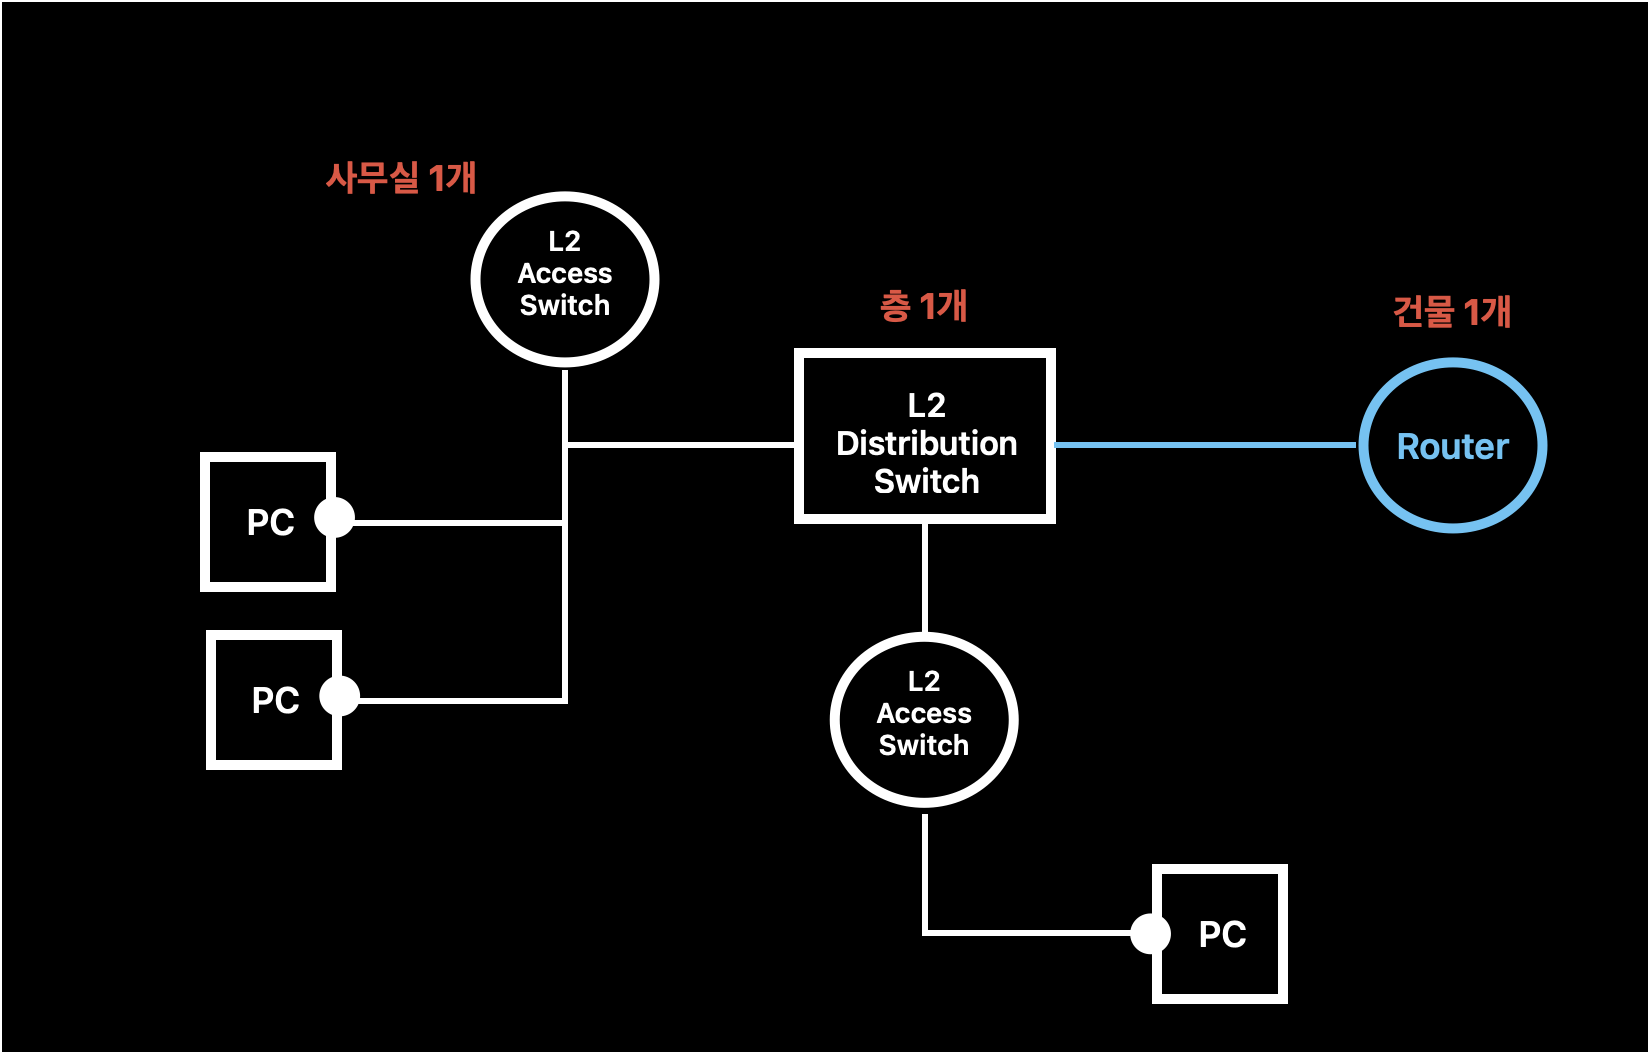 사무실 1개
L2
Access
Switch
층 1개
L2
Distribution
Switch
건물 1개
Router
PC
PC
L2
Access
Switch
PC